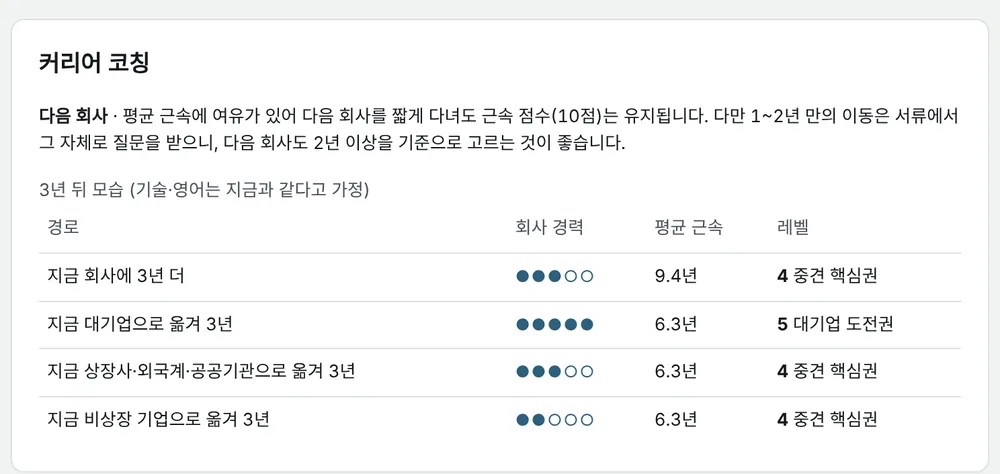 커리어 코칭
다음 회사 · 평균 근속에 여유가 있어 다음 회사를 짧게 다녀도 근속 점수(10점)는 유지됩니다. 다만 1~2년 만의 이동은 서류에서
그 자체로 질문을 받으니, 다음 회사도 2년 이상을 기준으로 고르는 것이 좋습니다.
3년 뒤 모습 (기술·영어는 지금과 같다고 가정)
경로 회사 경력 평균 근속 레벨
지금 회사에 3년 더 ●●●○○ 9.4년 4 중견 핵심권
지금 대기업으로 옮겨 3년 ●●●●● 6.3년 5 대기업 도전권
지금 상장사·외국계·공공기관으로 옮겨 3년 ●●●○○ 6.3년 4 중견 핵심권
지금 비상장 기업으로 옮겨 3년 ●●○○○ 6.3년 4 중견 핵심권